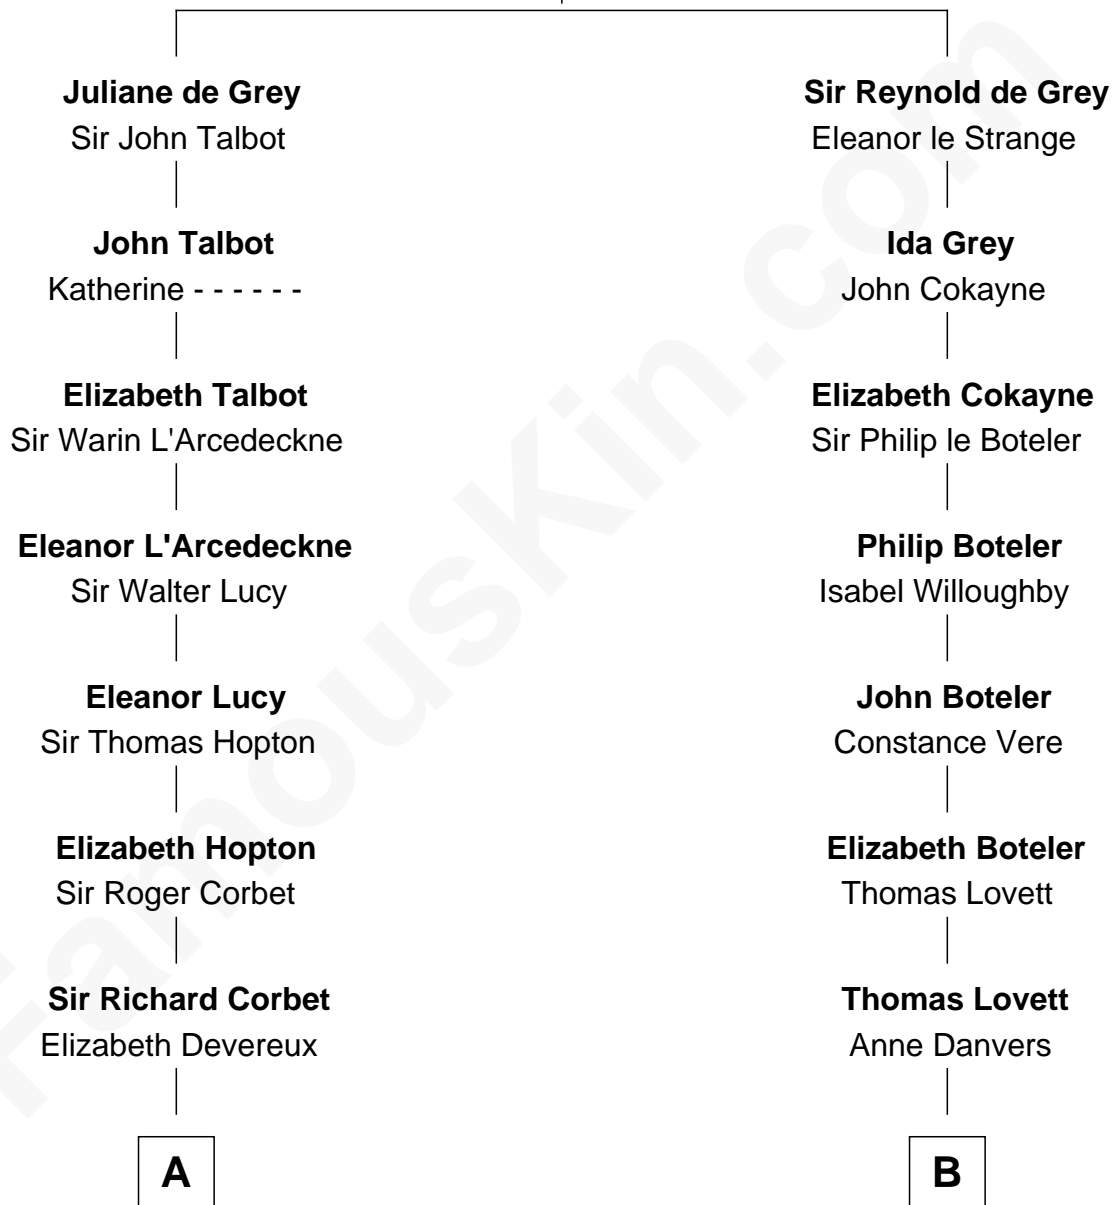 Juliane de Grey
Sir John Talbot
John Talbot
Katherine - - - - - -
Elizabeth Talbot
Sir Warin L'Arcedeckne
Eleanor L'Arcedeckne
Sir Walter Lucy
Eleanor Lucy
Sir Thomas Hopton
Elizabeth Hopton
Sir Roger Corbet
Sir Richard Corbet
Elizabeth Devereux
A
Sir Reynold de Grey
Eleanor le Strange
Ida Grey
John Cokayne
Elizabeth Cokayne
Sir Philip le Boteler
Philip Boteler
Isabel Willoughby
John Boteler
Constance Vere
Elizabeth Boteler
Thomas Lovett
Thomas Lovett
Anne Danvers
B
FamousKin.com